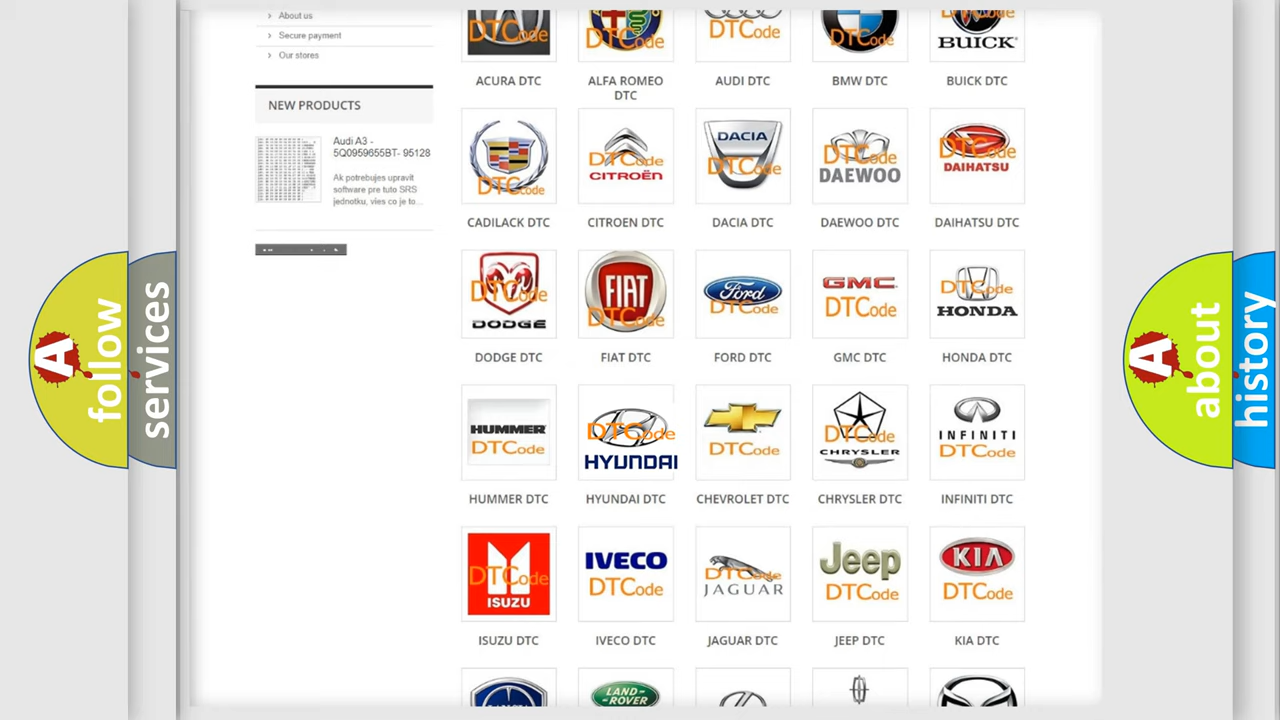 About us
Secure payment
Our stores
NEW PRODUCTS
Audi A3 -
5Q0959655BT- 95128
Ak potrebujes upravit
software pre tuto SRS
jednotku, vies co je to...
DTCode DTCode DTCode DTCode BUICK
ACURA DTC
ALFA ROMEO
DTC
AUDI DTC
BMW DTC
BUICK DTC
DTCode
DTCode
CITROËN
DACIA
DTCode
DTCode
DAEWOO
DTCode
DAIHATSU
CADILACK DTC
CITROEN DTC
DACIA DTC
DAEWOO DTC
DAIHATSU DTC
DTCode
DODGE
FIAT
DTCode
Ford
DTCode
GMC
DTCode
DTCode
HONDA
DODGE DTC
FIAT DTC
FORD DTC
GMC DTC
HONDA DTC
HUMMER
DTCode
DTCode
HYUNDAI
DTCode
DTCode
CHRYSLER
INFINITI
DTCode
HUMMER DTC
HYUNDAI DTC
CHEVROLET DTC
CHRYSLER DTC
INFINITI DTC
DTCode
ISUZU
IVECO
DTCode
DTCode
JAGUAR
Jeep
DTCode
KIA
DTCode
ISUZU DTC
IVECO DTC
JAGUAR DTC
JEEP DTC
KIA DTC
LAND-
ROVER
A
follow
services
A
about
history